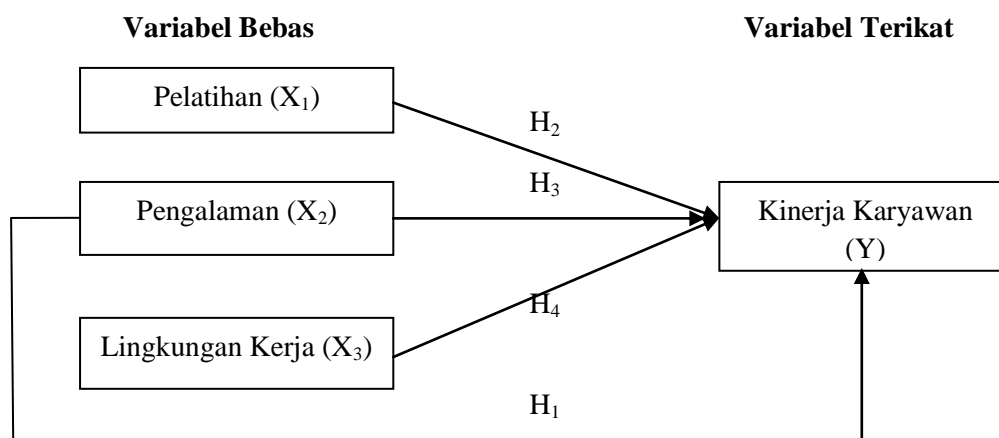 Variabel Bebas
Variabel Terikat
Pelatihan (X₁)
H₂
H₃
Pengalaman (X₂)
Kinerja Karyawan
(Y)
H₄
Lingkungan Kerja (X₃)
H₁